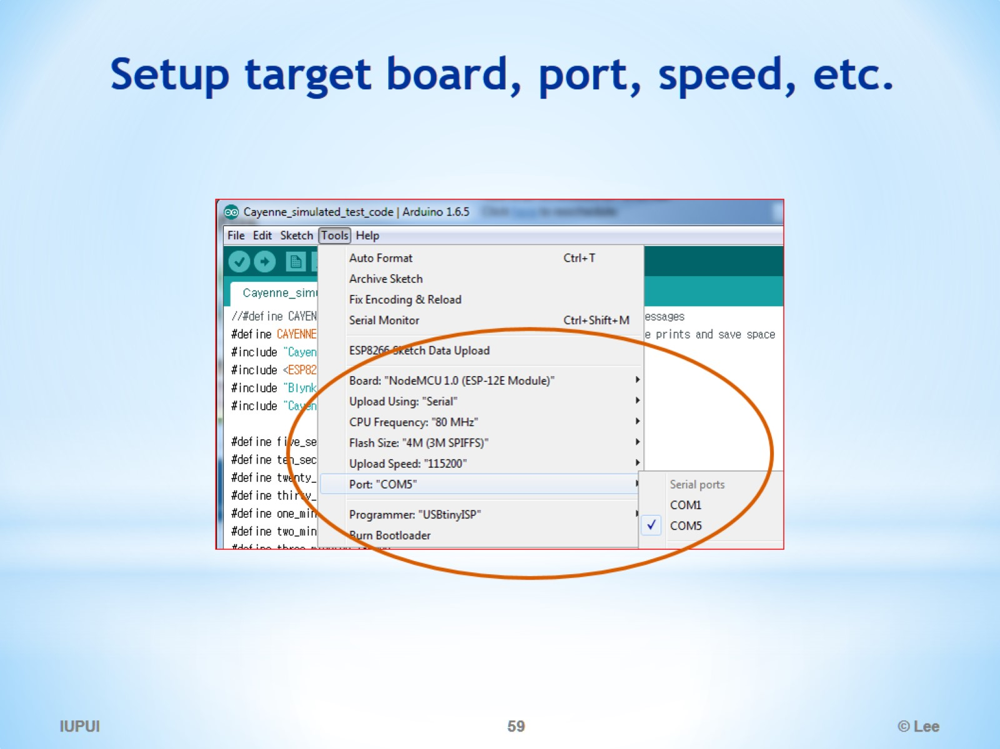 Setup target board, port, speed, etc.
Cayenne_simulated_test_code | Arduino 1.6.5
File Edit Sketch Tools Help
Auto Format Ctrl+T
Archive Sketch
Cayenne_simu
Fix Encoding & Reload
//#define CAYEN
Serial Monitor Ctrl+Shift+M
essages
#define CAYENNE
e prints and save space
#include "Cayen
ESP8266 Sketch Data Upload
#include <ESP82
Board: "NodeMCU 1.0 (ESP-12E Module)"
#include "Blynk
Upload Using: "Serial"
#include "Cayen
CPU Frequency: "80 MHz"
#define five_se
Flash Size: "4M (3M SPIFFS)"
#define ten_sec
Upload Speed: "115200"
#define twenty_
Port: "COM5"
Serial ports
#define thirty_
COM1
#define one_min
Programmer: "USBtinyISP"
COM5
#define two_min
Burn Bootloader
IUPUI 59 © Lee